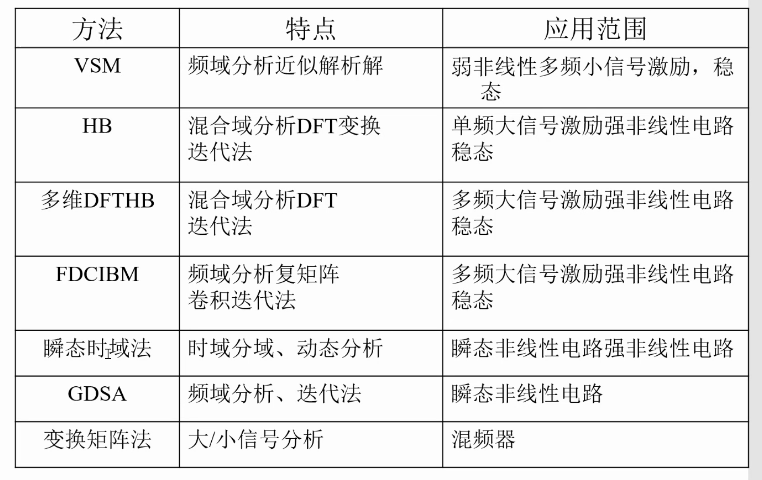 方法 特点 应用范围
VSM 频域分析近似解析解 弱非线性多频小信号激励，稳
态
HB 混合域分析DFT变换 单频大信号激励强非线性电路
迭代法 稳态
多维DFTHB 混合域分析DFT 多频大信号激励强非线性电路
迭代法 稳态
FDCIBM 频域分析复矩阵 多频大信号激励强非线性电路
卷积迭代法 稳态
瞬态时域法 时域分域、动态分析 瞬态非线性电路强非线性电路
GDSA 频域分析、迭代法 瞬态非线性电路
变换矩阵法 大/小信号分析 混频器